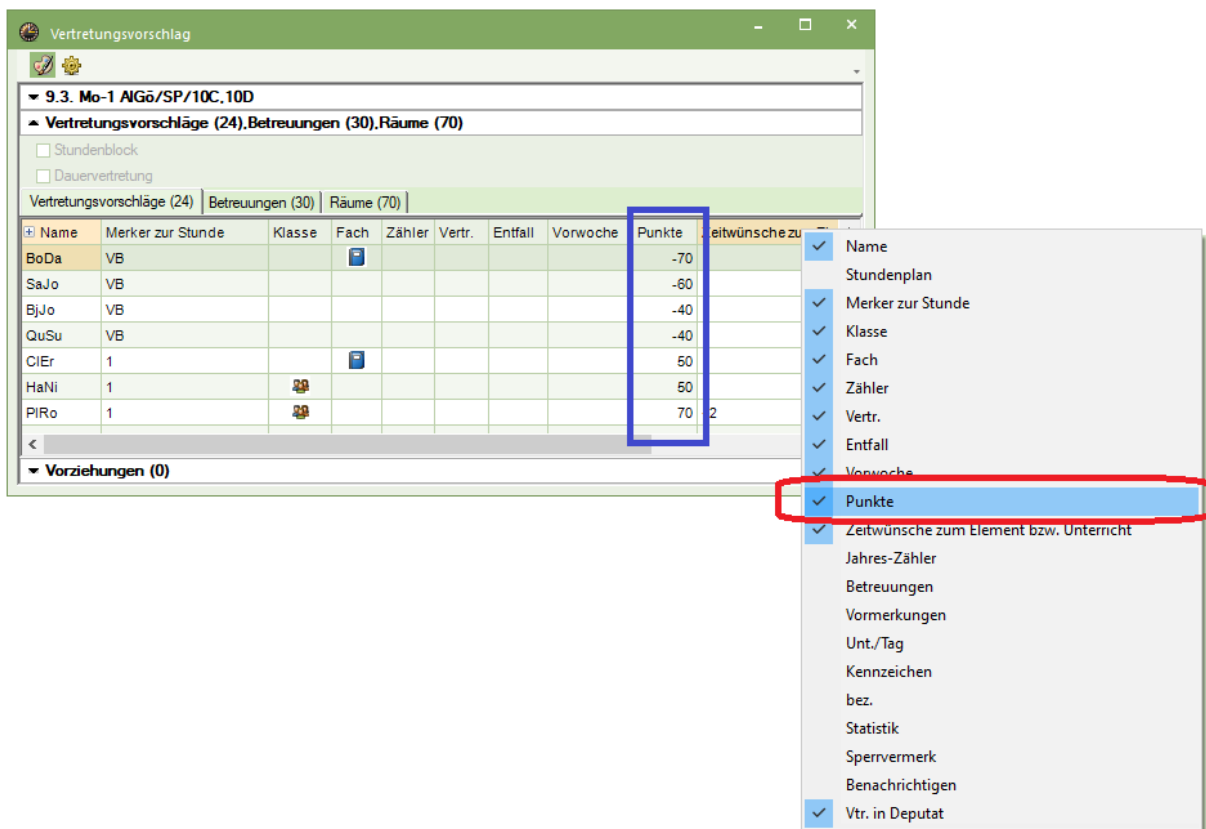 Vertretungsvorschlag
9.3. Mo-1 AlGö/SP/10C,10D
Vertretungsvorschläge (24),Betreuungen (30),Räume (70)
Stundenblock
Dauervertretung
Vertretungsvorschläge (24) Betreuungen (30) Räume (70)
Name Merker zur Stunde Klasse Fach Zähler Vertr. Entfall Vorwoche Punkte Zeitwünsche zu
BoDa VB -70
SaJo VB -60
BjJo VB -40
QuSu VB -40
ClEr 1 50
HaNi 1 50
PlRo 1 70
Vorziehungen (0)
Name
Stundenplan
Merker zur Stunde
Klasse
Fach
Zähler
Vertr.
Entfall
Vorwoche
Punkte
Zeitwünsche zum Element bzw. Unterricht
Jahres-Zähler
Betreuungen
Vormerkungen
Unt./Tag
Kennzeichen
bez.
Statistik
Sperrvermerk
Benachrichtigen
Vtr. in Deputat